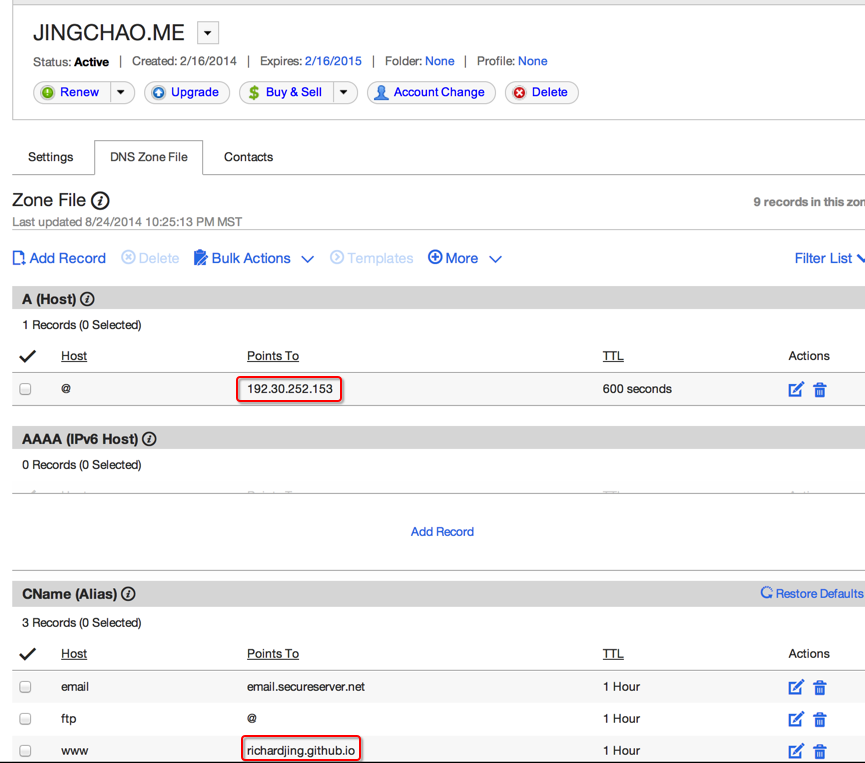 JINGCHAO.ME
Status: Active | Created: 2/16/2014 | Expires: 2/16/2015 | Folder: None | Profile: None
Renew Upgrade $ Buy & Sell Account Change Delete
Settings DNS Zone File Contacts
Zone File i
9 records in this zon
Last updated 8/24/2014 10:25:13 PM MST
Add Record Delete Bulk Actions Templates More Filter List
A (Host) i
1 Records (0 Selected)
Host Points To TTL Actions
@ 192.30.252.153 600 seconds
AAAA (IPv6 Host) i
0 Records (0 Selected)
Add Record
CName (Alias) i Restore Defaults
3 Records (0 Selected)
Host Points To TTL Actions
email email.secureserver.net 1 Hour
ftp @ 1 Hour
www richardjing.github.io 1 Hour